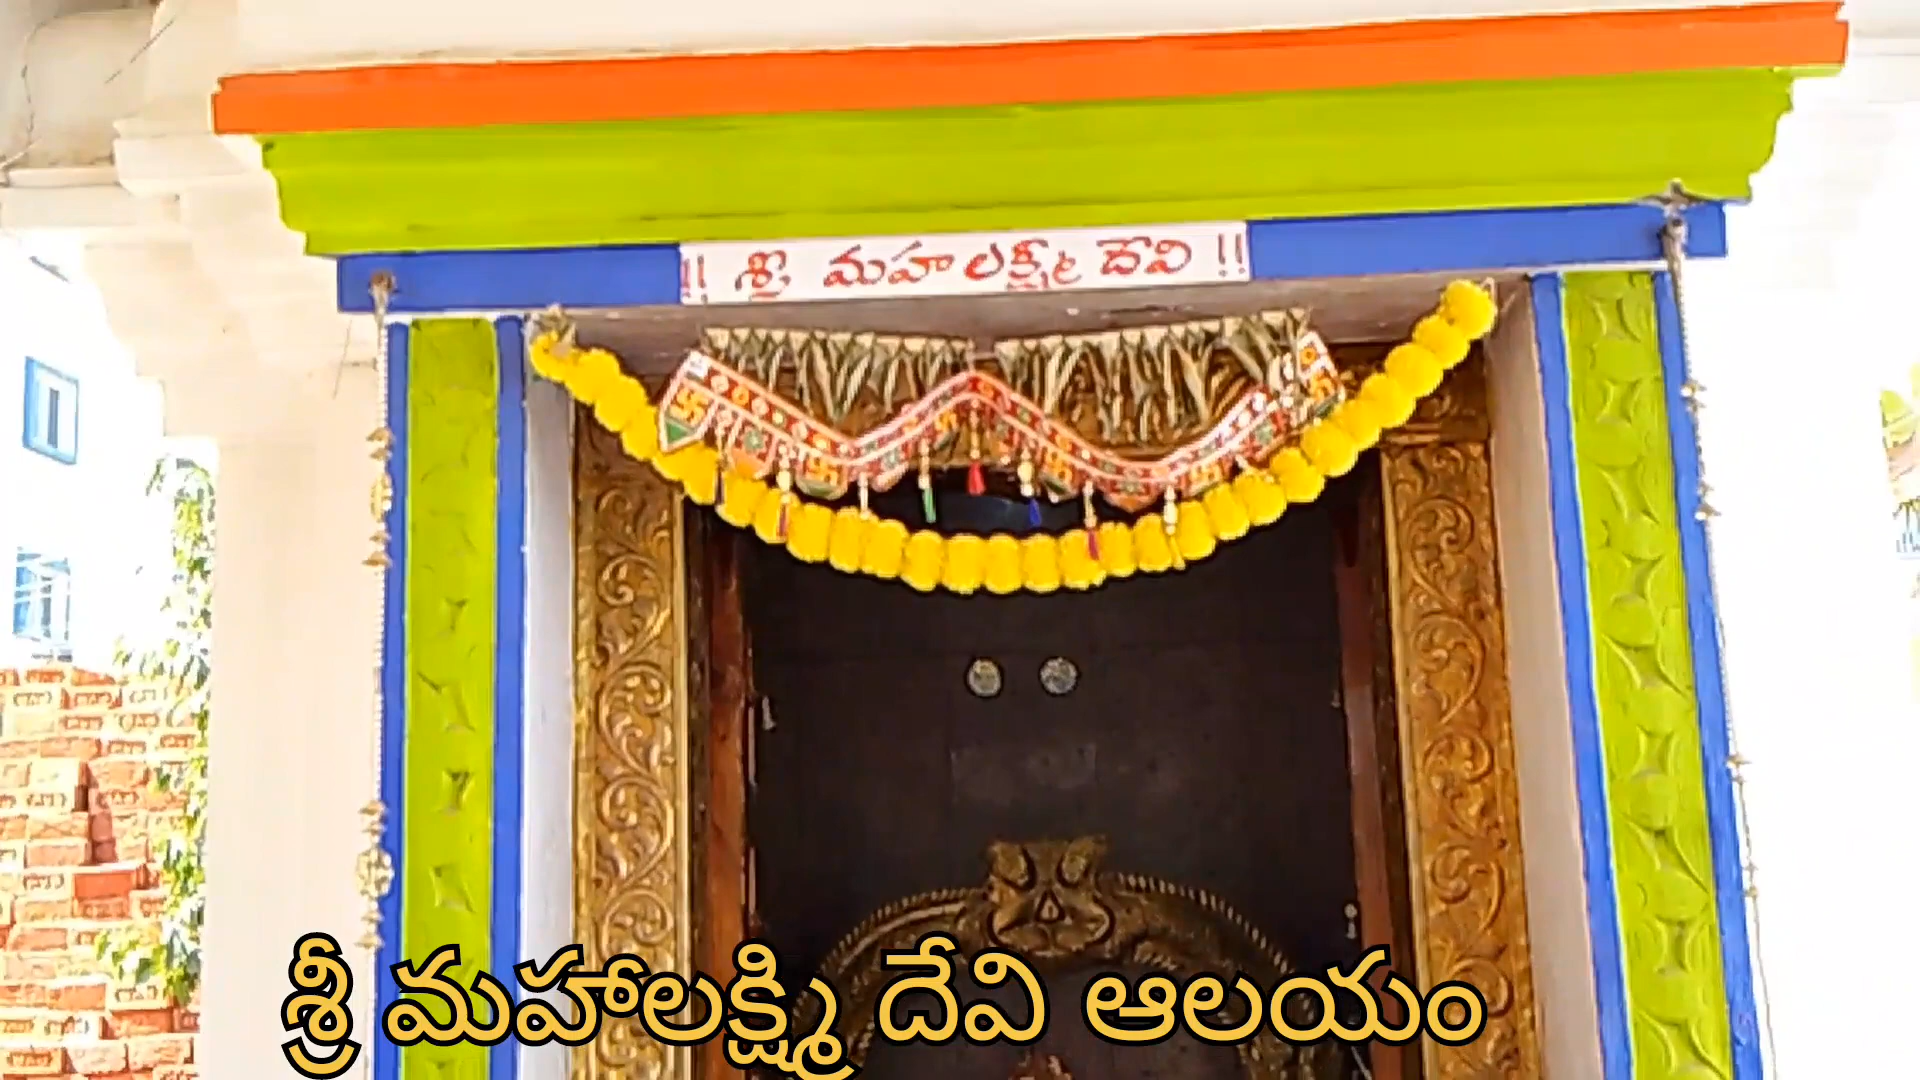 !! శ్రీ మహాలక్ష్మీ దేవి !!
శ్రీ మహాలక్ష్మి దేవి ఆలయం